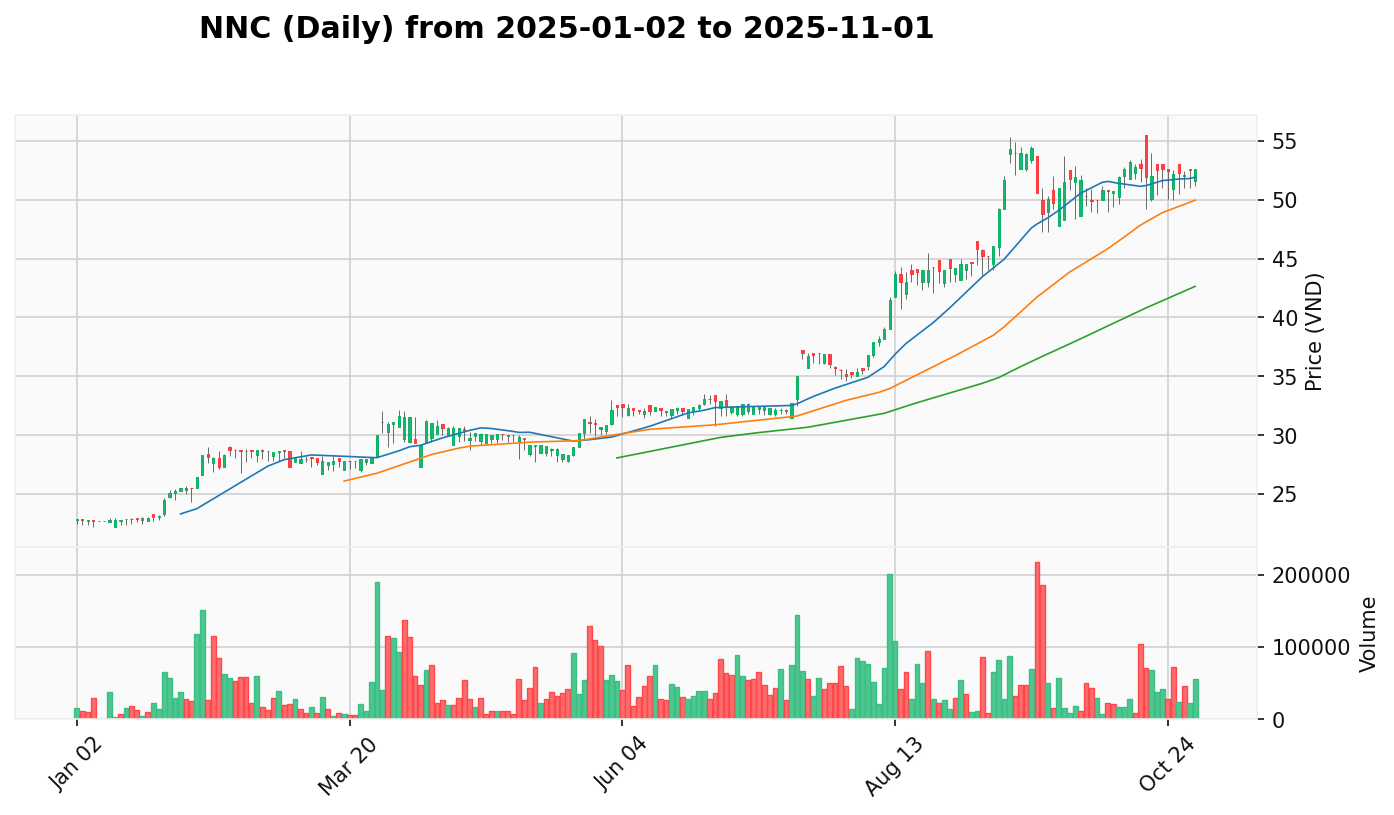 NNC (Daily) from 2025-01-02 to 2025-11-01
55
50
45
40
35
30
25
Price (VND)
200000
100000
0
Volume
Jan 02
Mar 20
Jun 04
Aug 13
Oct 24